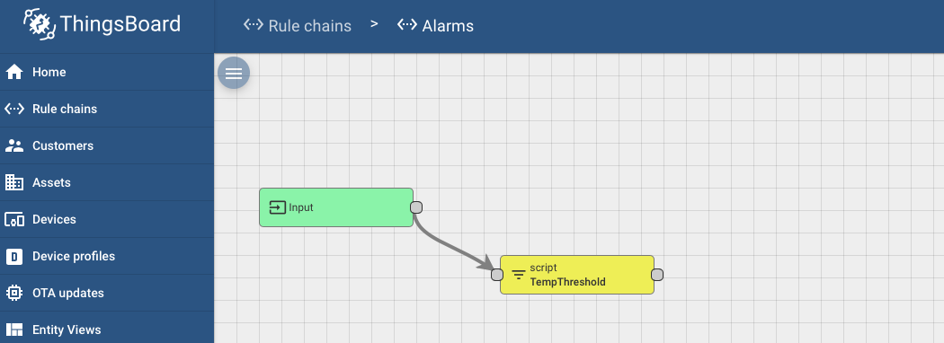 ThingsBoard
Rule chains > Alarms
Home
Rule chains
Customers
Assets
Devices
Device profiles
OTA updates
Entity Views
Input
script
TempThreshold